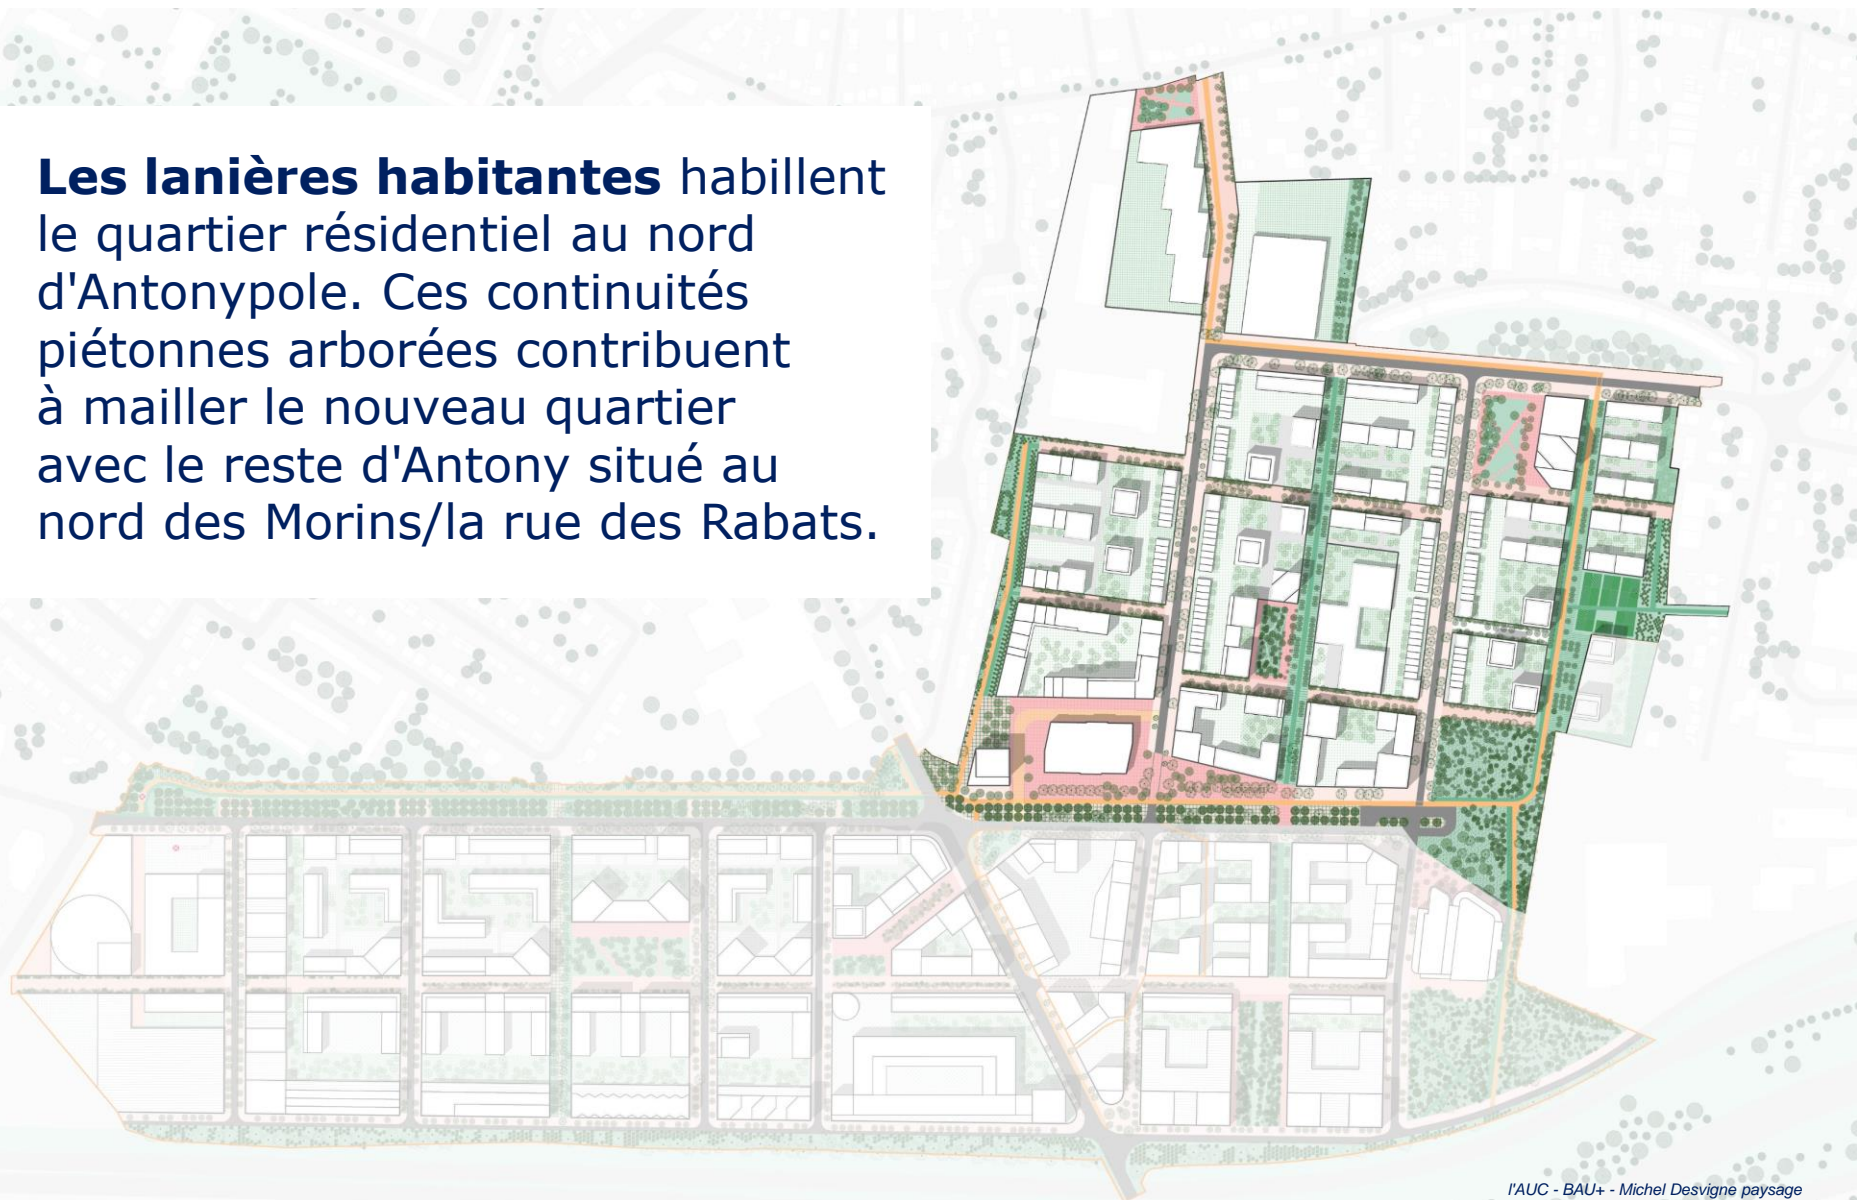 Les lanières habitantes habillent
le quartier résidentiel au nord
d'Antonypole. Ces continuités
piétonnes arborées contribuent
à mailler le nouveau quartier
avec le reste d'Antony situé au
nord des Morins/la rue des Rabats.
l'AUC - BAU+ - Michel Desvigne paysage